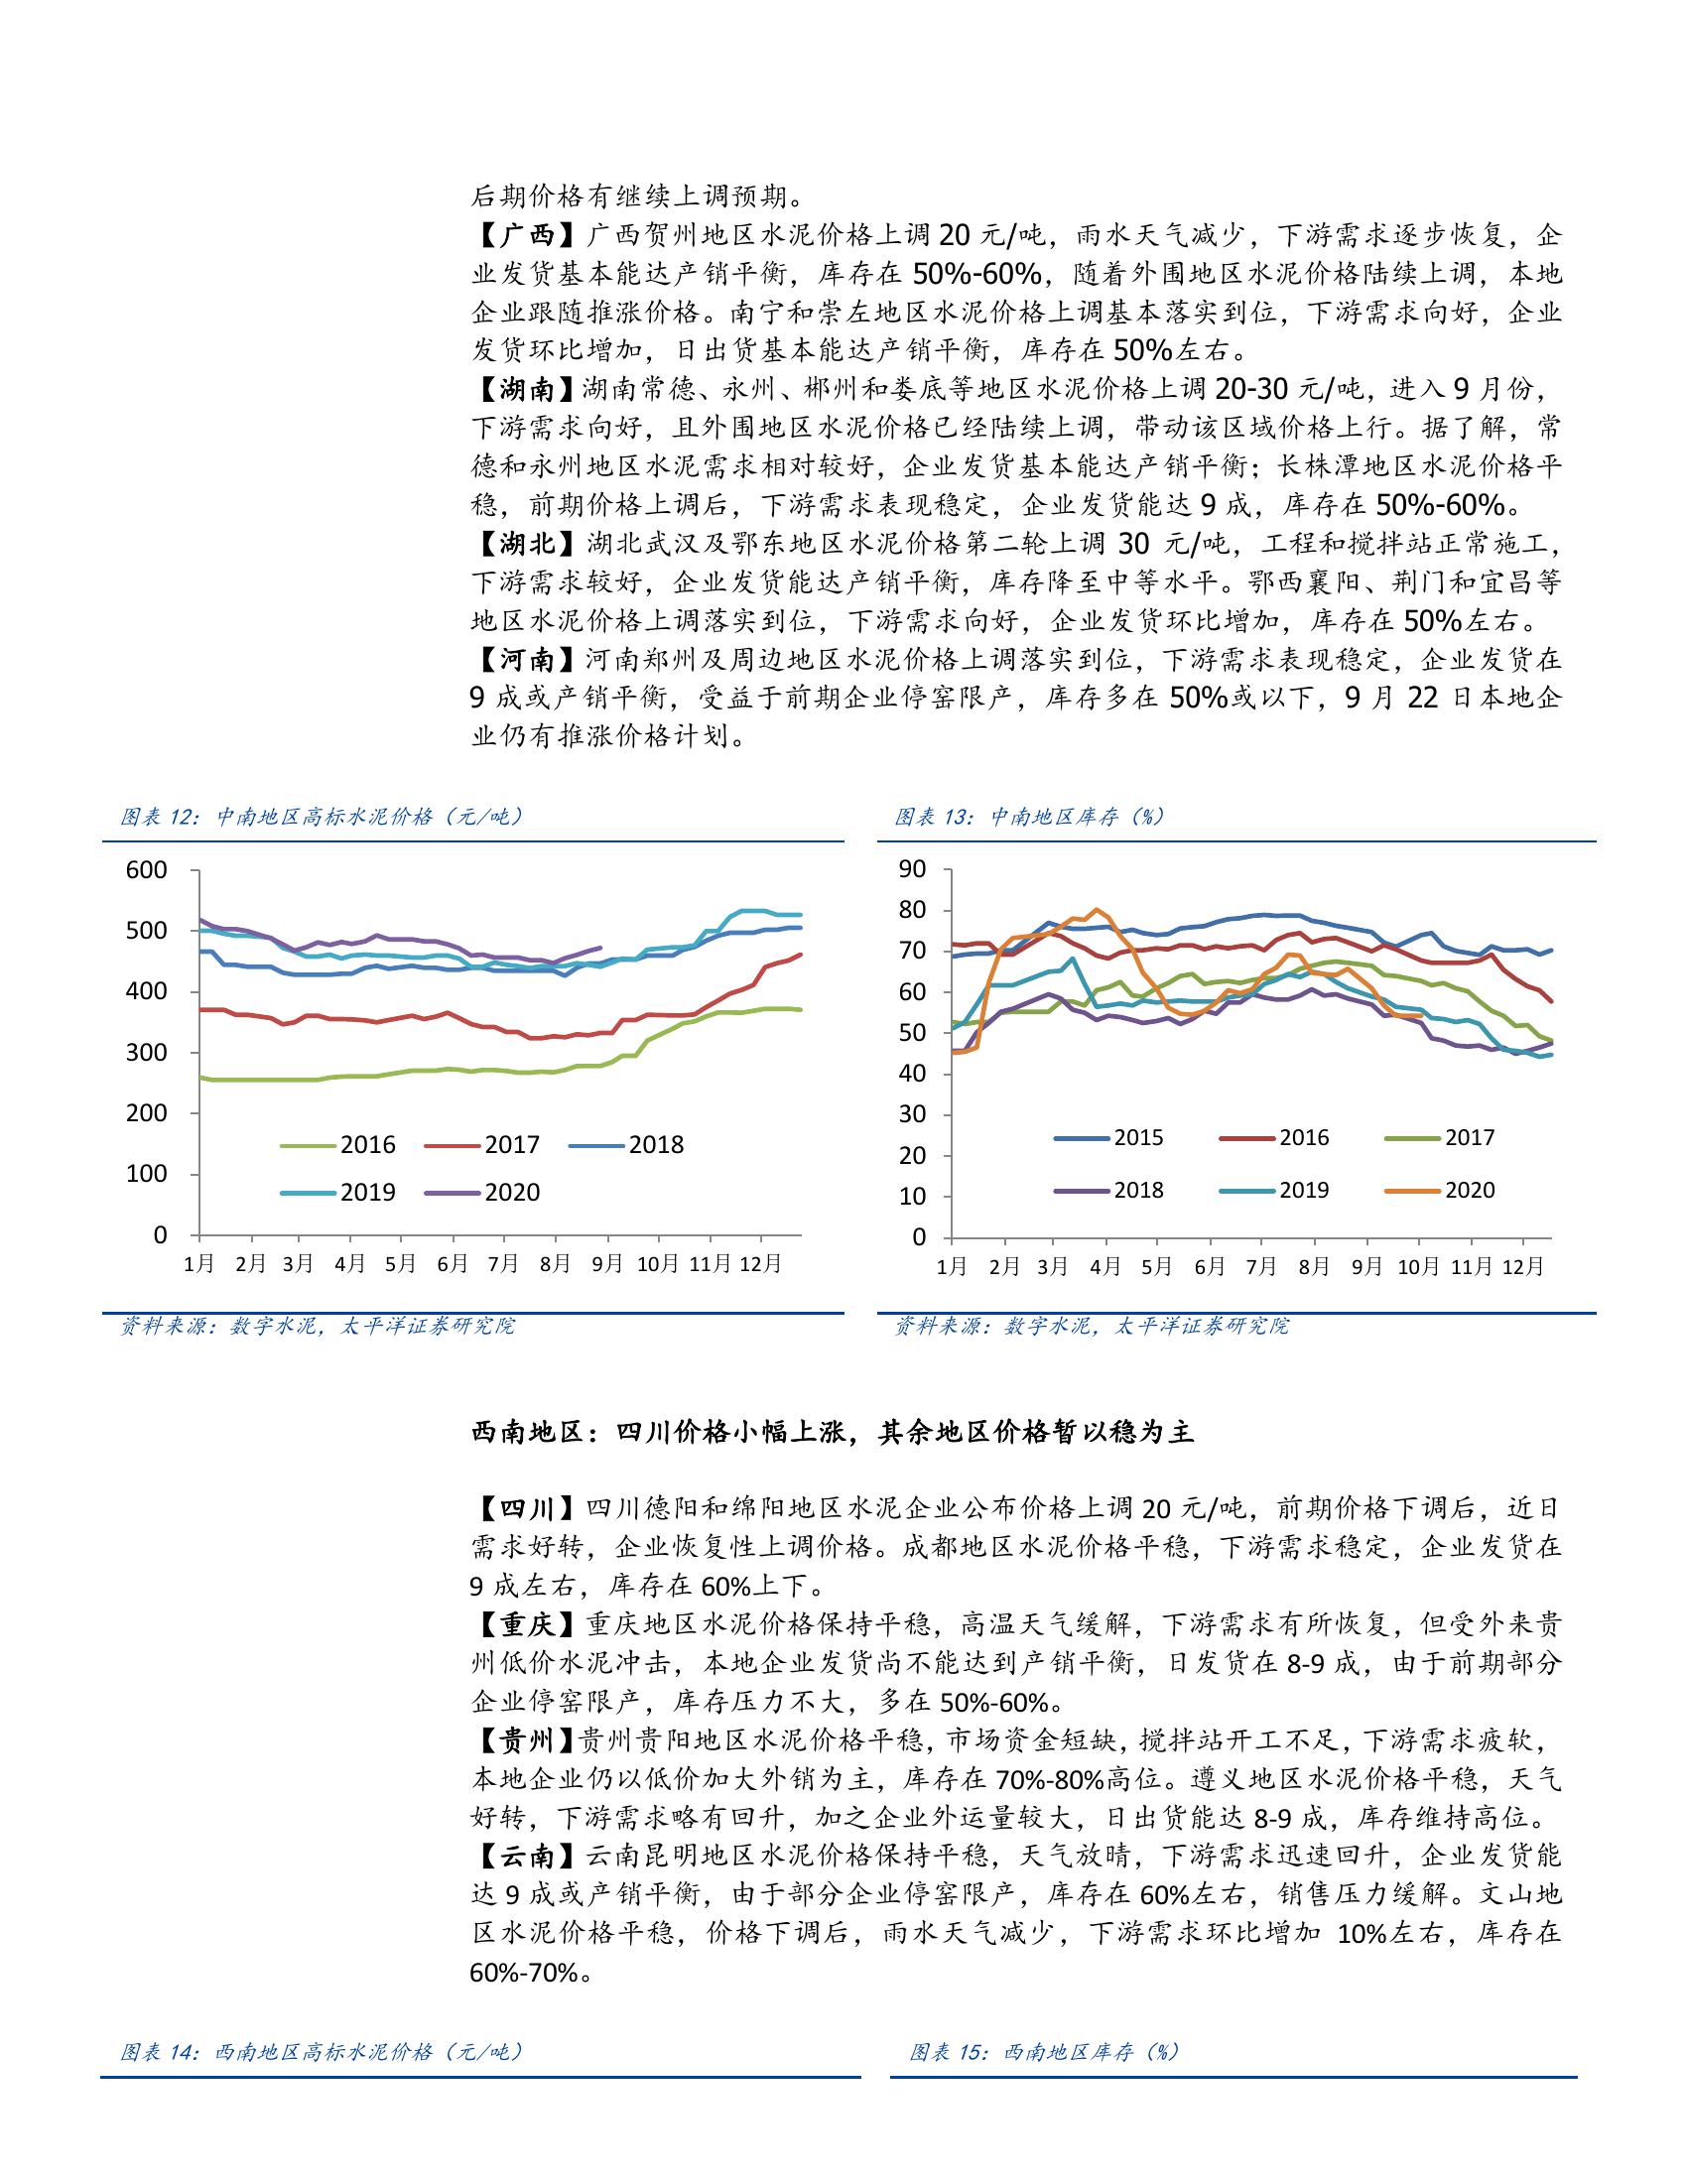 后期价格有继续上调预期。
【广西】广西贺州地区水泥价格上调 20 元/吨，雨水天气减少，下游需求逐步恢复，企
业发货基本能达产销平衡，库存在 50%-60%，随着外围地区水泥价格陆续上调，本地
企业跟随推涨价格。南宁和崇左地区水泥价格上调基本落实到位，下游需求向好，企业
发货环比增加，日出货基本能达产销平衡，库存在 50%左右。
【湖南】湖南常德、永州、郴州和娄底等地区水泥价格上调 20-30 元/吨，进入 9 月份，
下游需求向好，且外围地区水泥价格已经陆续上调，带动该区域价格上行。据了解，常
德和永州地区水泥需求相对较好，企业发货基本能达产销平衡；长株潭地区水泥价格平
稳，前期价格上调后，下游需求表现稳定，企业发货能达 9 成，库存在 50%-60%。
【湖北】湖北武汉及鄂东地区水泥价格第二轮上调 30 元/吨，工程和搅拌站正常施工，
下游需求较好，企业发货能达产销平衡，库存降至中等水平。鄂西襄阳、荆门和宜昌等
地区水泥价格上调落实到位，下游需求向好，企业发货环比增加，库存在 50%左右。
【河南】河南郑州及周边地区水泥价格上调落实到位，下游需求表现稳定，企业发货在
9 成或产销平衡，受益于前期企业停窑限产，库存多在 50%或以下，9 月 22 日本地企
业仍有推涨价格计划。
图表 12：中南地区高标水泥价格（元/吨）
600
500
400
300
200
100
0
2016 2017 2018
2019 2020
1月 2月 3月 4月 5月 6月 7月 8月 9月 10月 11月 12月
资料来源：数字水泥，太平洋证券研究院
图表 13：中南地区库存（%）
90
80
70
60
50
40
30
20
10
0
2015 2016 2017
2018 2019 2020
1月 2月 3月 4月 5月 6月 7月 8月 9月 10月 11月 12月
资料来源：数字水泥，太平洋证券研究院
西南地区：四川价格小幅上涨，其余地区价格暂以稳为主
【四川】四川德阳和绵阳地区水泥企业公布价格上调 20 元/吨，前期价格下调后，近日
需求好转，企业恢复性上调价格。成都地区水泥价格平稳，下游需求稳定，企业发货在
9 成左右，库存在 60%上下。
【重庆】重庆地区水泥价格保持平稳，高温天气缓解，下游需求有所恢复，但受外来贵
州低价水泥冲击，本地企业发货尚不能达到产销平衡，日发货在 8-9 成，由于前期部分
企业停窑限产，库存压力不大，多在 50%-60%。
【贵州】贵州贵阳地区水泥价格平稳，市场资金短缺，搅拌站开工不足，下游需求疲软，
本地企业仍以低价加大外销为主，库存在 70%-80%高位。遵义地区水泥价格平稳，天气
好转，下游需求略有回升，加之企业外运量较大，日出货能达 8-9 成，库存维持高位。
【云南】云南昆明地区水泥价格保持平稳，天气放晴，下游需求迅速回升，企业发货能
达 9 成或产销平衡，由于部分企业停窑限产，库存在 60%左右，销售压力缓解。文山地
区水泥价格平稳，价格下调后，雨水天气减少，下游需求环比增加 10%左右，库存在
60%-70%。
图表 14：西南地区高标水泥价格（元/吨）
图表 15：西南地区库存（%）